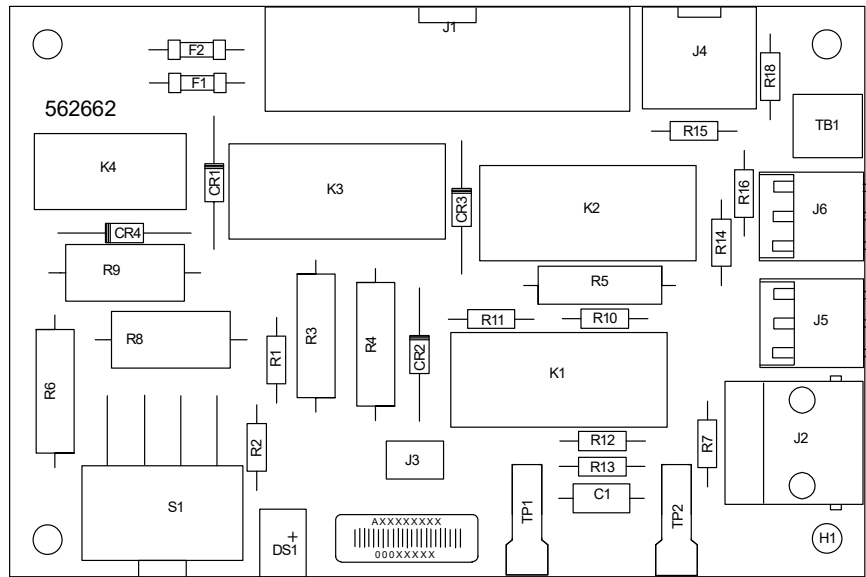 J1
F2
J4
F1
R18
562662
TB1
R15
K4
CR1
K3
CR3
K2
R16
J6
CR4
R14
R9
R5
R11
R10
J5
R8
R3
R4
CR2
R1
K1
R6
R12
R7
J2
R2
J3
R13
C1
S1
TP1
TP2
AXXXXXXXX
000XXXXX
DS1
+
H1